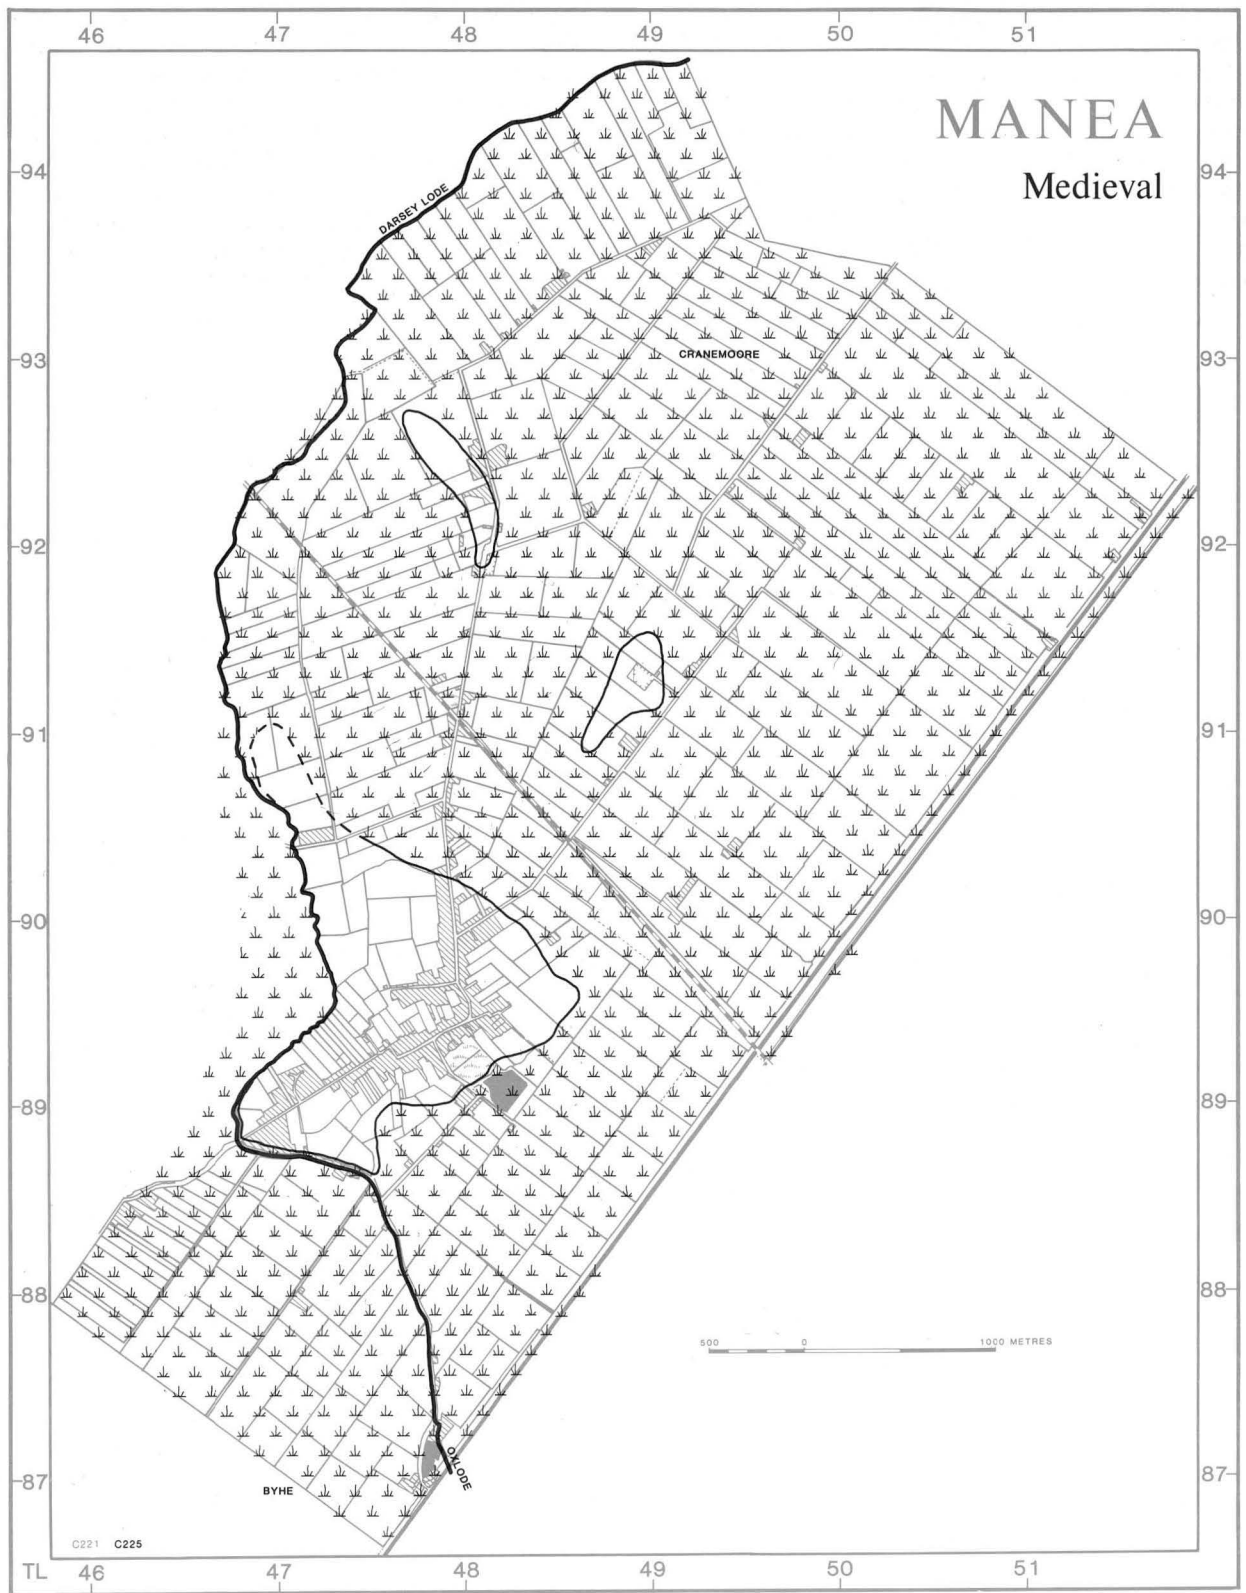 46 47 48 49 50 51
MANEA
Medieval
94 94
DARSEY LODE
93 93
CRANEMOORE
92 92
91 91
90 90
89 89
88 88
500 0 1000 METRES
87 87
OXLODE
BYHE
C221 C225
TL 46 47 48 49 50 51